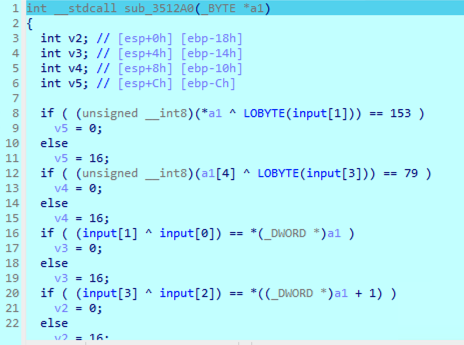 1 int __stdcall sub_3512A0(_BYTE *a1)
2 {
3 int v2; // [esp+0h] [ebp-18h]
4 int v3; // [esp+4h] [ebp-14h]
5 int v4; // [esp+8h] [ebp-10h]
6 int v5; // [esp+Ch] [ebp-Ch]
7
8 if ( (unsigned __int8)(*a1 ^ LOBYTE(input[1])) == 153 )
9 v5 = 0;
10 else
11 v5 = 16;
12 if ( (unsigned __int8)(a1[4] ^ LOBYTE(input[3])) == 79 )
13 v4 = 0;
14 else
15 v4 = 16;
16 if ( (input[1] ^ input[0]) == *(_DWORD *)a1 )
17 v3 = 0;
18 else
19 v3 = 16;
20 if ( (input[3] ^ input[2]) == *((_DWORD *)a1 + 1) )
21 v2 = 0;
22 else
v2 = 16;